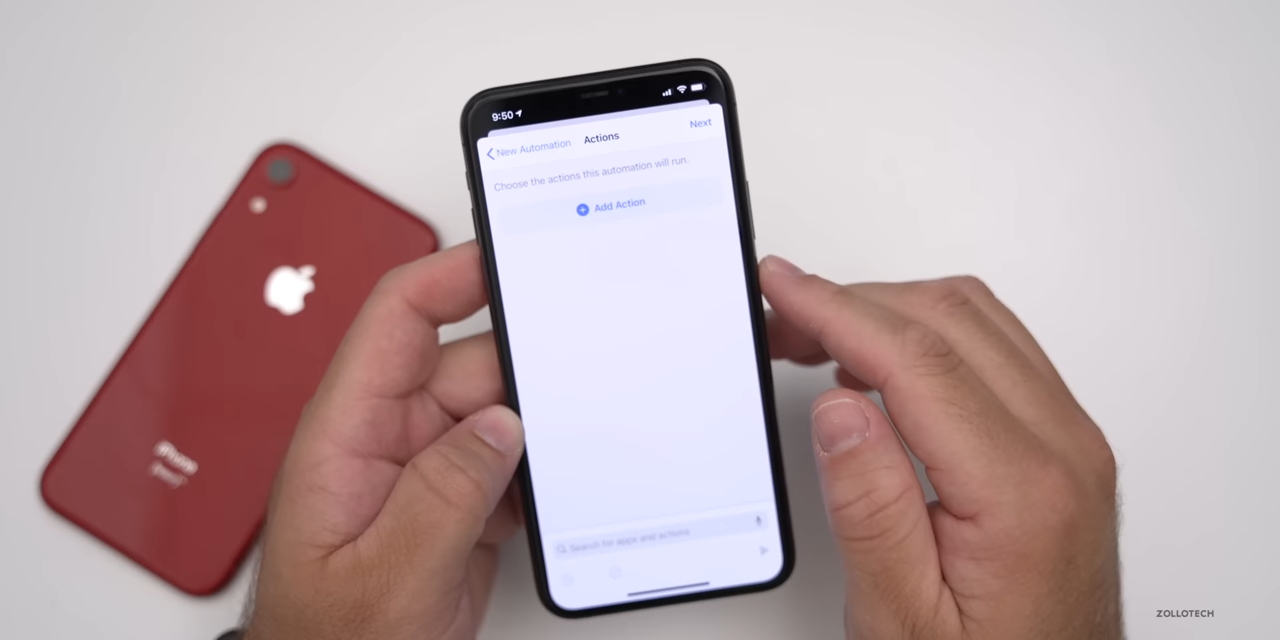 9:50
New Automation Actions Next
Choose the actions this automation will run.
Add Action
Search for apps and actions
iPhone
ZOLLOTECH